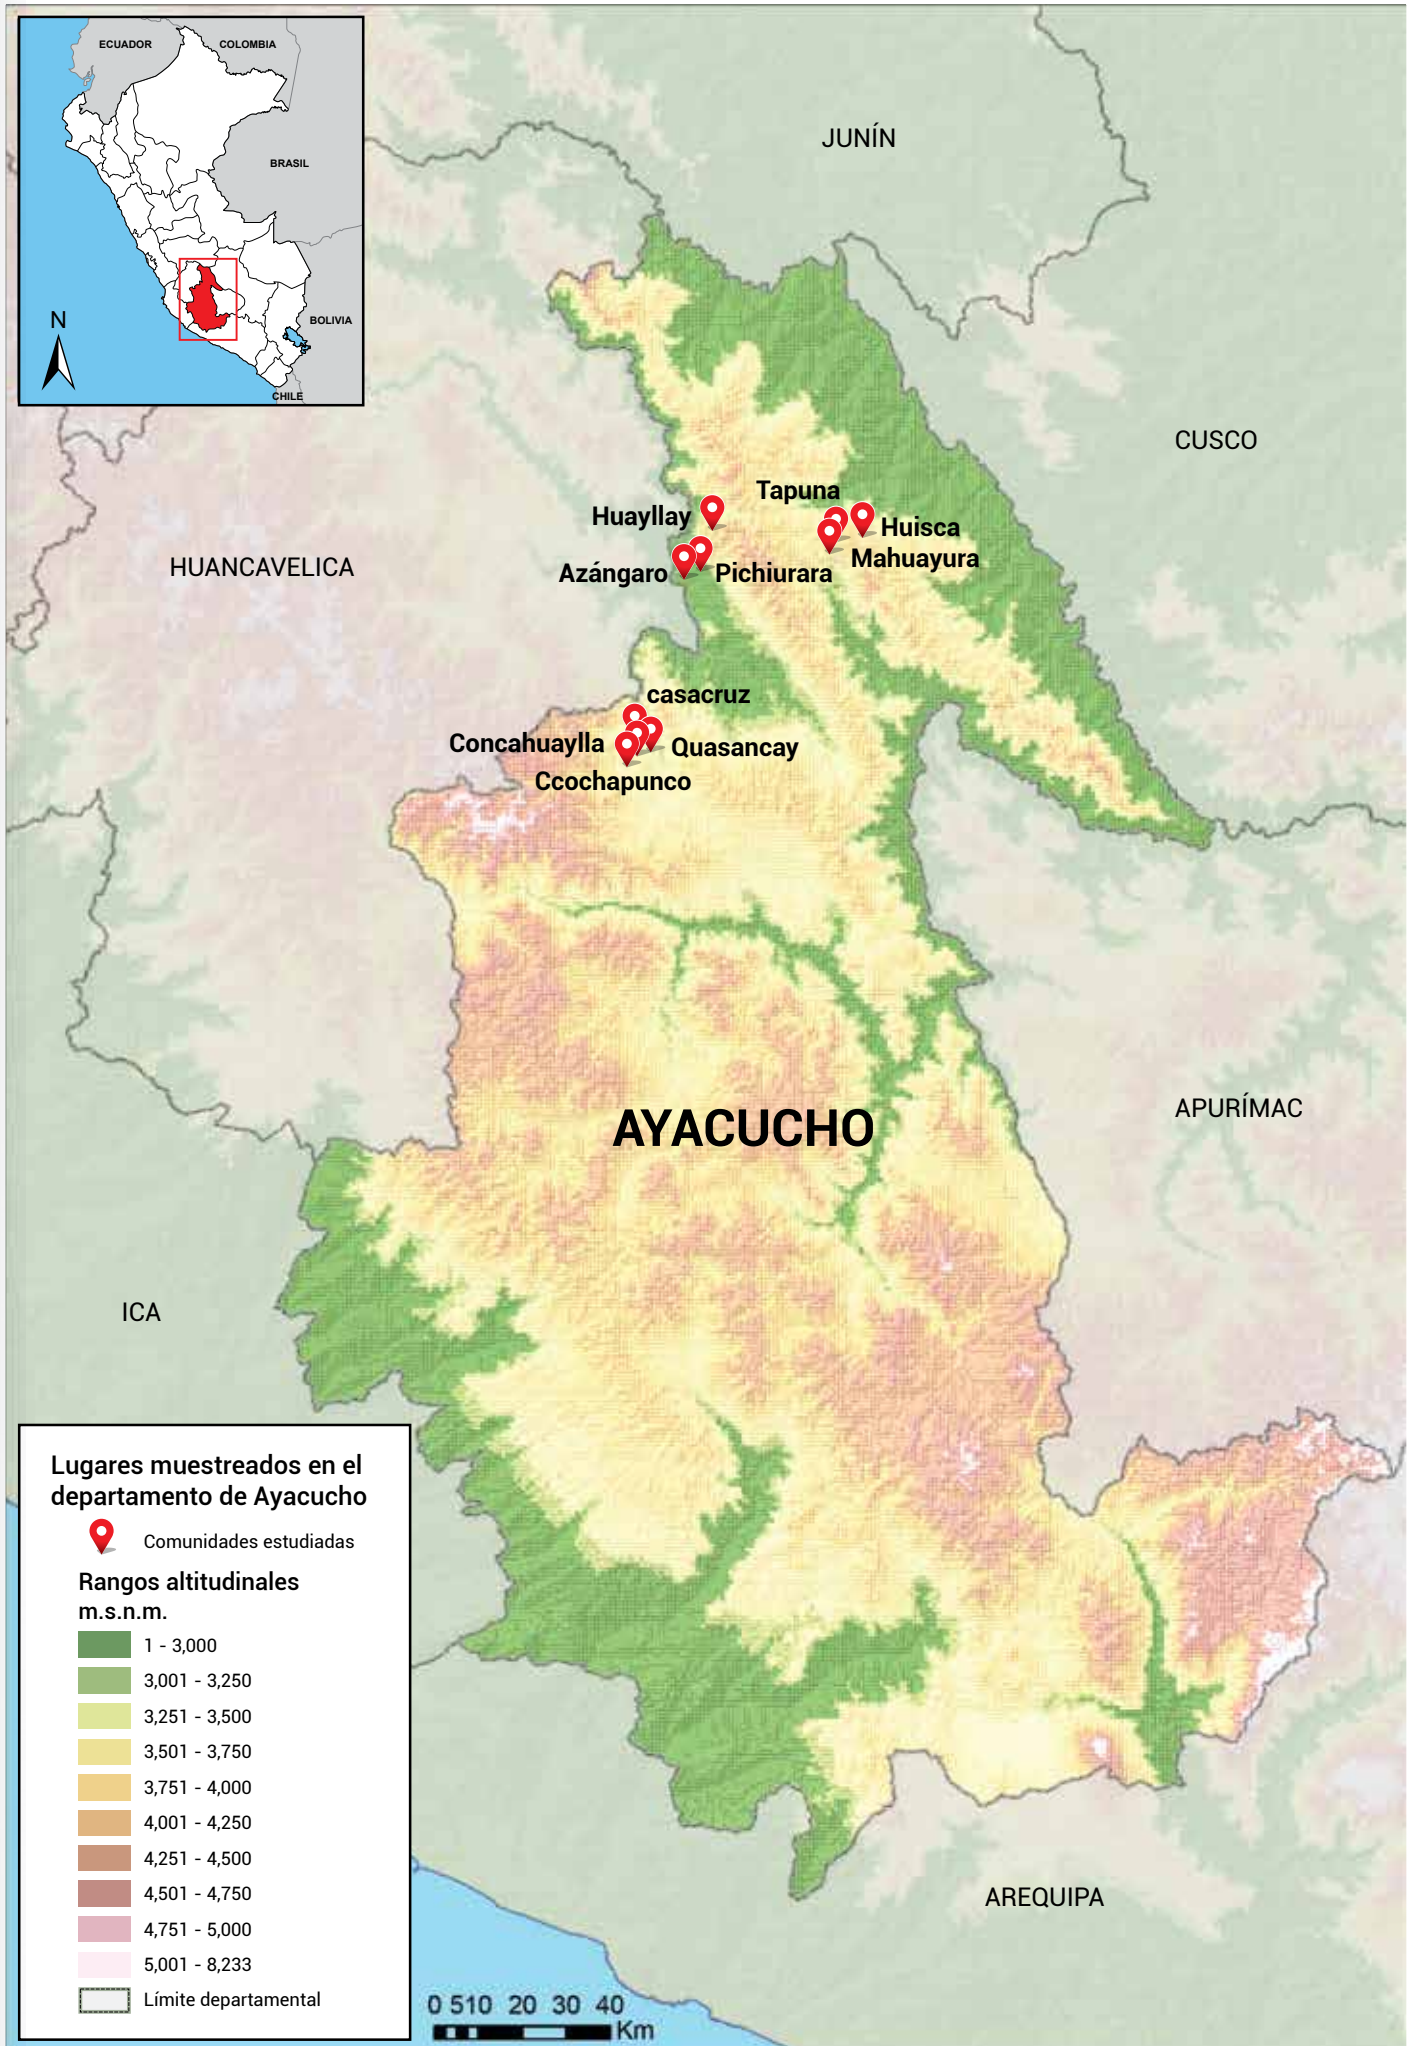 ECUADOR
COLOMBIA
BRASIL
BOLIVIA
CHILE
N
JUNÍN
CUSCO
HUANCAVELICA
Tapuna
Huayllay
Huisca
Mahuayura
Azángaro
Pichiurara
casacruz
Concahuaylla
Quasancay
Ccochapunco
AYACUCHO
APURÍMAC
ICA
AREQUIPA
Lugares muestreados en el
departamento de Ayacucho
Comunidades estudiadas
Rangos altitudinales
m.s.n.m.
1 - 3,000
3,001 - 3,250
3,251 - 3,500
3,501 - 3,750
3,751 - 4,000
4,001 - 4,250
4,251 - 4,500
4,501 - 4,750
4,751 - 5,000
5,001 - 8,233
Límite departamental
0 510 20 30 40
Km